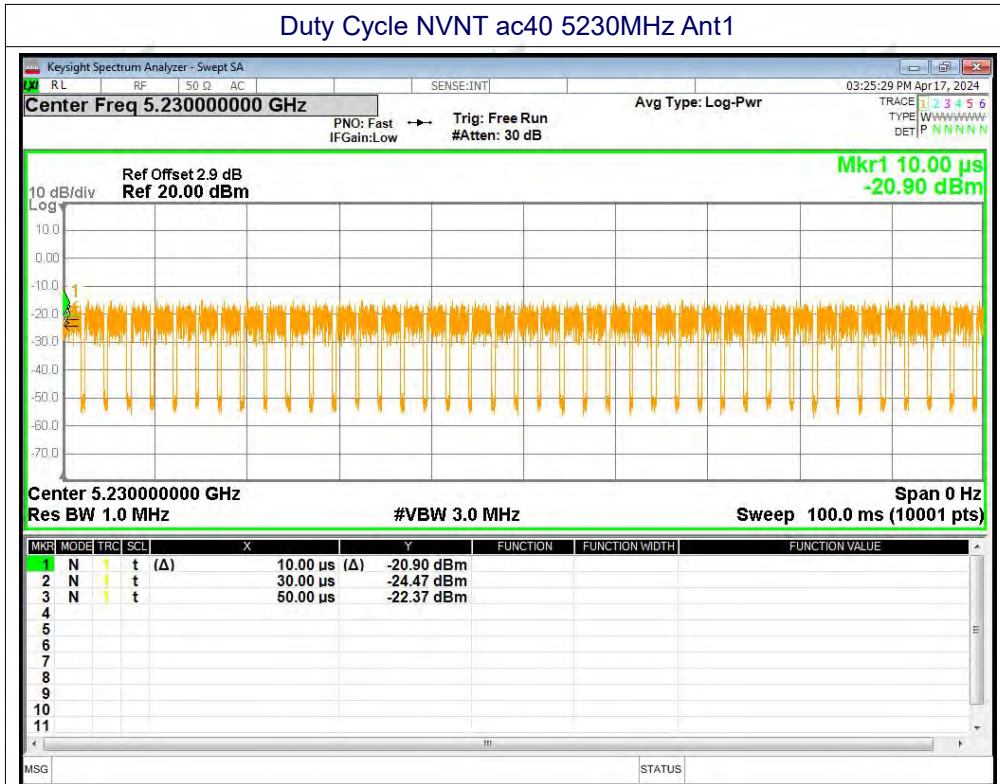 Duty Cycle NVNT ac40 5230MHz Ant1
Keysight Spectrum Analyzer - Swept SA
LXI RL RF 50 Ω AC SENSE:INT 03:25:29 PM Apr 17, 2024
Center Freq 5.230000000 GHz Avg Type: Log-Pwr TRACE 1 2 3 4 5 6
PNO: Fast Trig: Free Run TYPE WWWWWW
IFGain:Low #Atten: 30 dB DET P N N N N N
Mkr1 10.00 µs
Ref Offset 2.9 dB
10 dB/div Ref 20.00 dBm -20.90 dBm
Log
10.0
0.00
-10.0
1
-20.0
-30.0
-40.0
-50.0
-60.0
-70.0
Center 5.230000000 GHz Span 0 Hz
Res BW 1.0 MHz #VBW 3.0 MHz Sweep 100.0 ms (10001 pts)
MKR MODE TRC SCL X Y FUNCTION FUNCTION WIDTH FUNCTION VALUE
1 N 1 t (Δ) 10.00 µs (Δ) -20.90 dBm
2 N 1 t 30.00 µs -24.47 dBm
3 N 1 t 50.00 µs -22.37 dBm
4
5
6
7
8
9
10
11
MSG STATUS